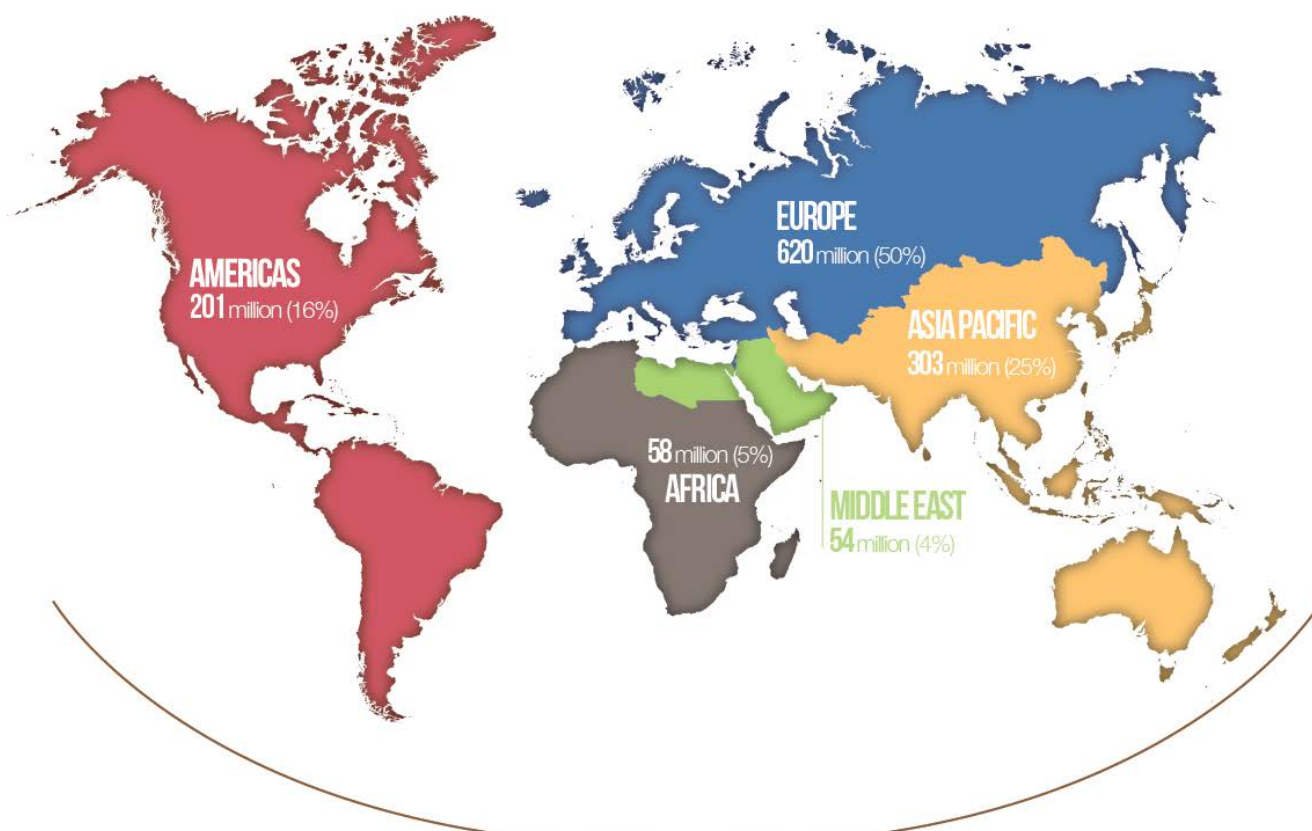 EUROPE
620 million (50%)
AMERICAS
201 million (16%)
ASIA PACIFIC
303 million (25%)
58 million (5%)
AFRICA
MIDDLE EAST
54 million (4%)